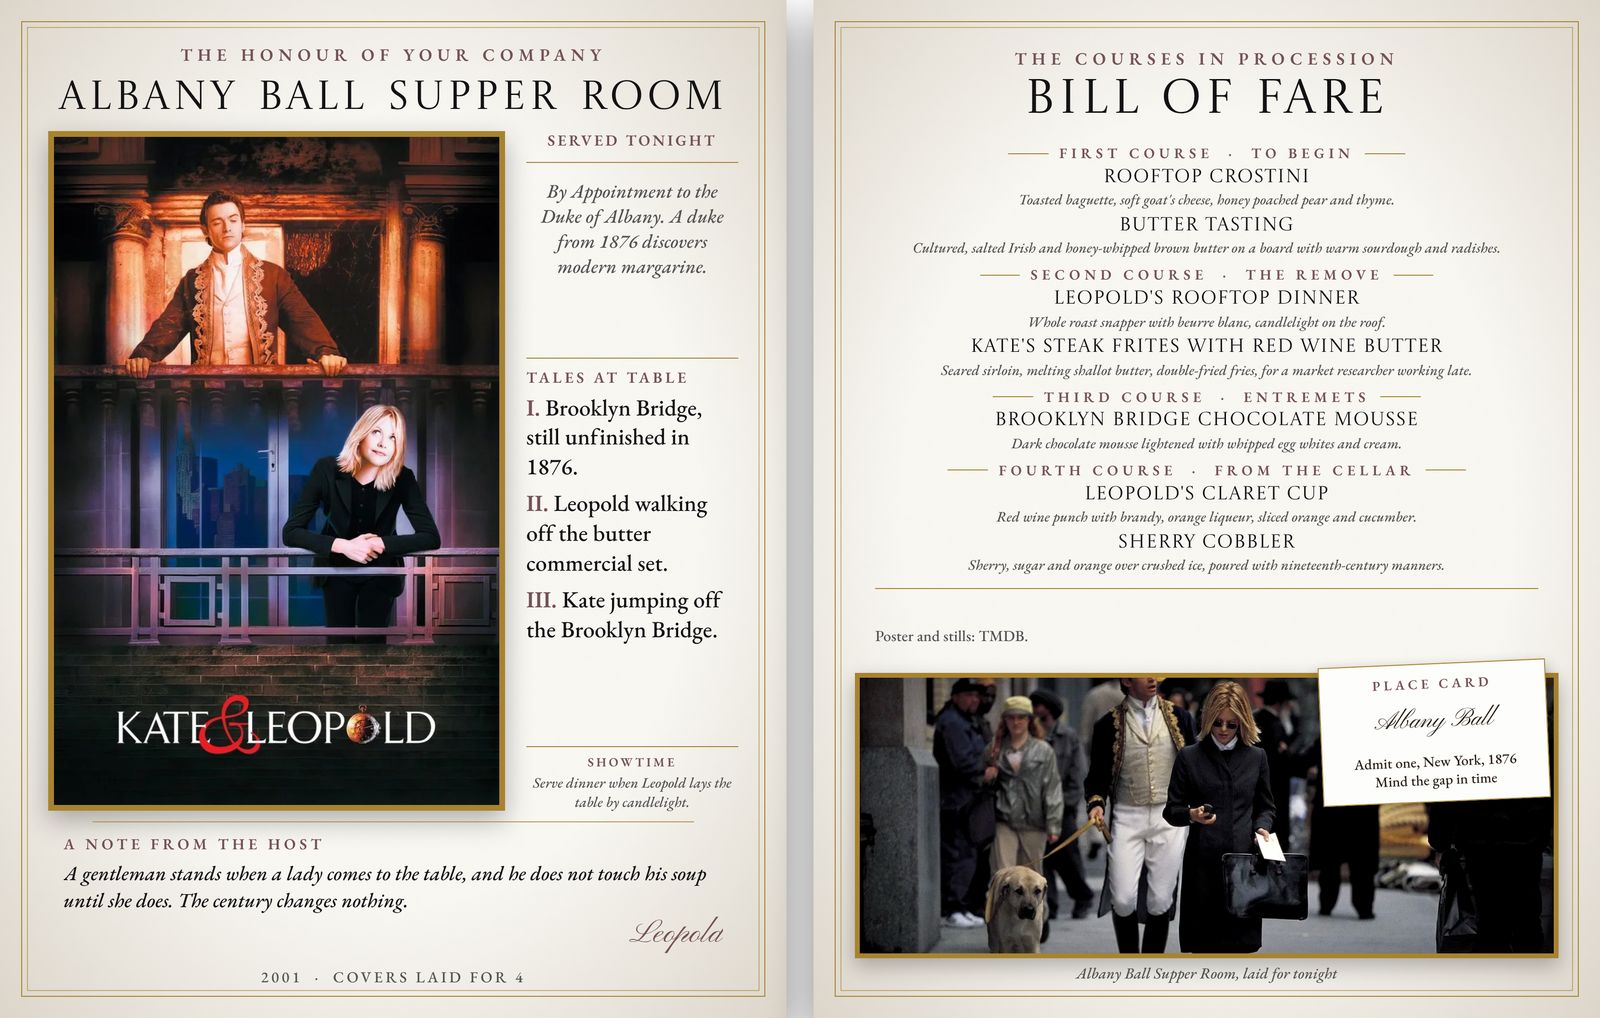 THE HONOUR OF YOUR COMPANY
ALBANY BALL SUPPER ROOM
KATE & LEOPOLD
SERVED TONIGHT
By Appointment to the
Duke of Albany. A duke
from 1876 discovers
modern margarine.
TALES AT TABLE
I. Brooklyn Bridge,
still unfinished in
1876.
II. Leopold walking
off the butter
commercial set.
III. Kate jumping off
the Brooklyn Bridge.
SHOWTIME
Serve dinner when Leopold lays the
table by candlelight.
A NOTE FROM THE HOST
A gentleman stands when a lady comes to the table, and he does not touch his soup
until she does. The century changes nothing.
Leopold
2001 · COVERS LAID FOR 4
THE COURSES IN PROCESSION
BILL OF FARE
FIRST COURSE · TO BEGIN
ROOFTOP CROSTINI
Toasted baguette, soft goat's cheese, honey poached pear and thyme.
BUTTER TASTING
Cultured, salted Irish and honey-whipped brown butter on a board with warm sourdough and radishes.
SECOND COURSE · THE REMOVE
LEOPOLD'S ROOFTOP DINNER
Whole roast snapper with beurre blanc, candlelight on the roof.
KATE'S STEAK FRITES WITH RED WINE BUTTER
Seared sirloin, melting shallot butter, double-fried fries, for a market researcher working late.
THIRD COURSE · ENTREMETS
BROOKLYN BRIDGE CHOCOLATE MOUSSE
Dark chocolate mousse lightened with whipped egg whites and cream.
FOURTH COURSE · FROM THE CELLAR
LEOPOLD'S CLARET CUP
Red wine punch with brandy, orange liqueur, sliced orange and cucumber.
SHERRY COBBLER
Sherry, sugar and orange over crushed ice, poured with nineteenth-century manners.
Poster and stills: TMDB.
PLACE CARD
Albany Ball
Admit one, New York, 1876
Mind the gap in time
Albany Ball Supper Room, laid for tonight